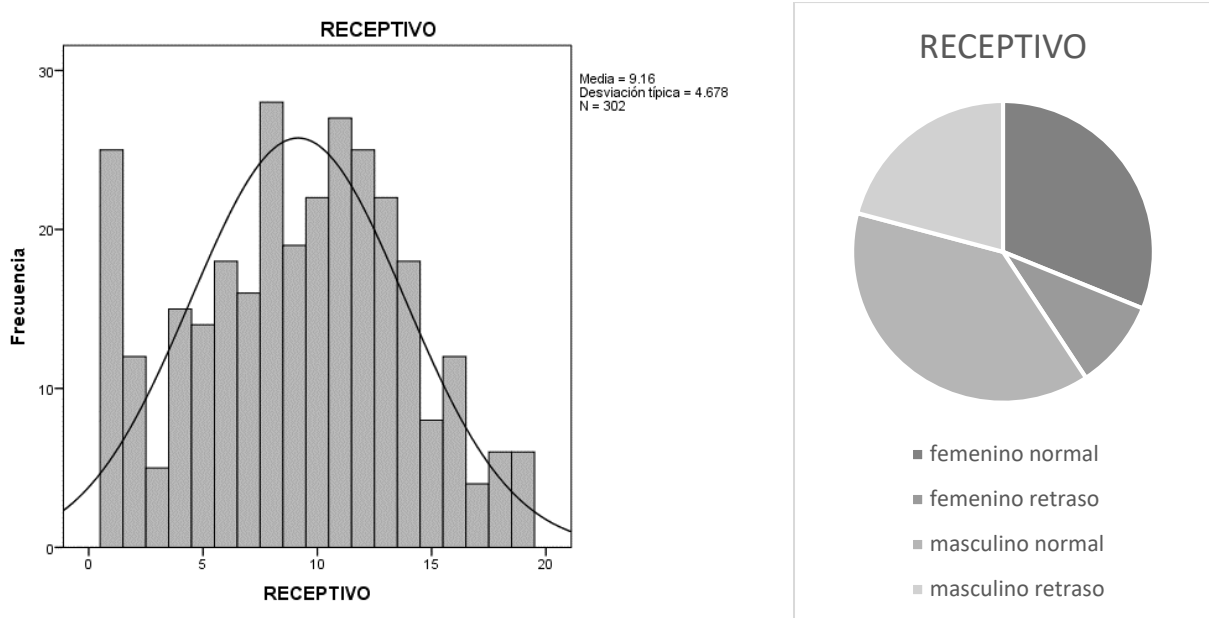 RECEPTIVO
Media = 9.16
Desviación típica = 4.678
N = 302
Frecuencia
30
20
10
0
0 5 10 15 20
RECEPTIVO
RECEPTIVO
femenino normal
femenino retraso
masculino normal
masculino retraso